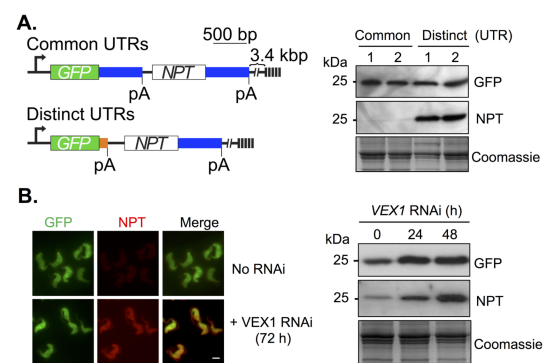 A.
Common UTRs
500 bp
3.4 kbp
GFP
NPT
pA
pA
Distinct UTRs
GFP
NPT
pA
pA
Common Distinct (UTR)
1 2 1 2
kDa
25
GFP
25
NPT
Coomassie
B.
GFP NPT Merge
No RNAi
+ VEX1 RNAi
(72 h)
VEX1 RNAi (h)
0 24 48
kDa
25
GFP
25
NPT
Coomassie